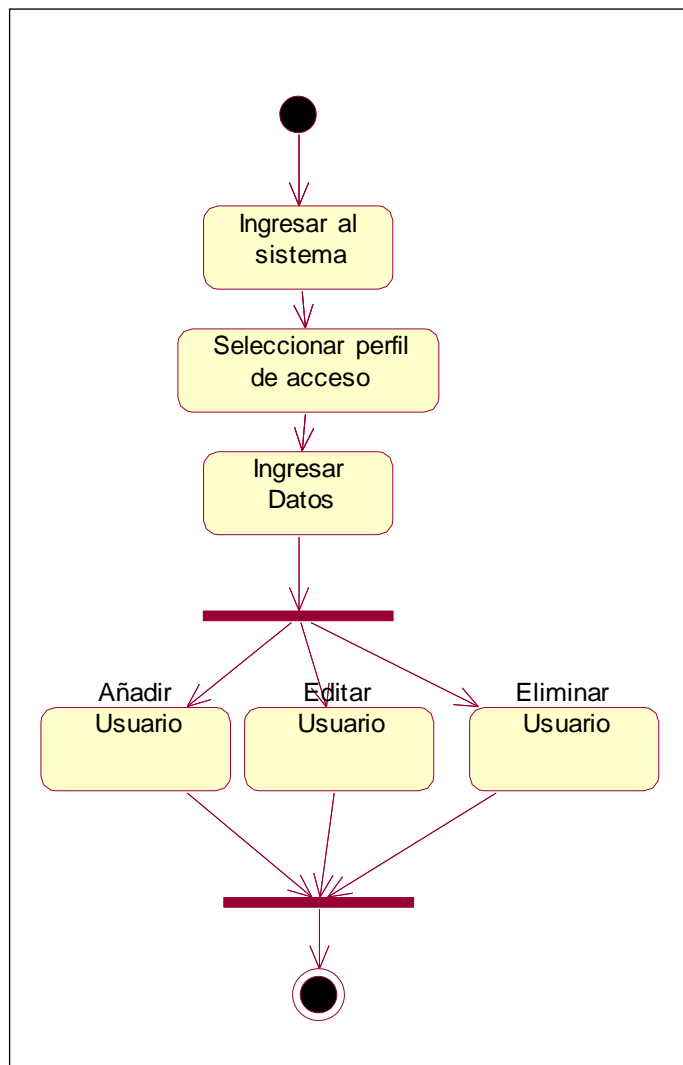 Ingresar al
sistema
Seleccionar perfil
de acceso
Ingresar
Datos
Añadir
Usuario
Editar
Usuario
Eliminar
Usuario